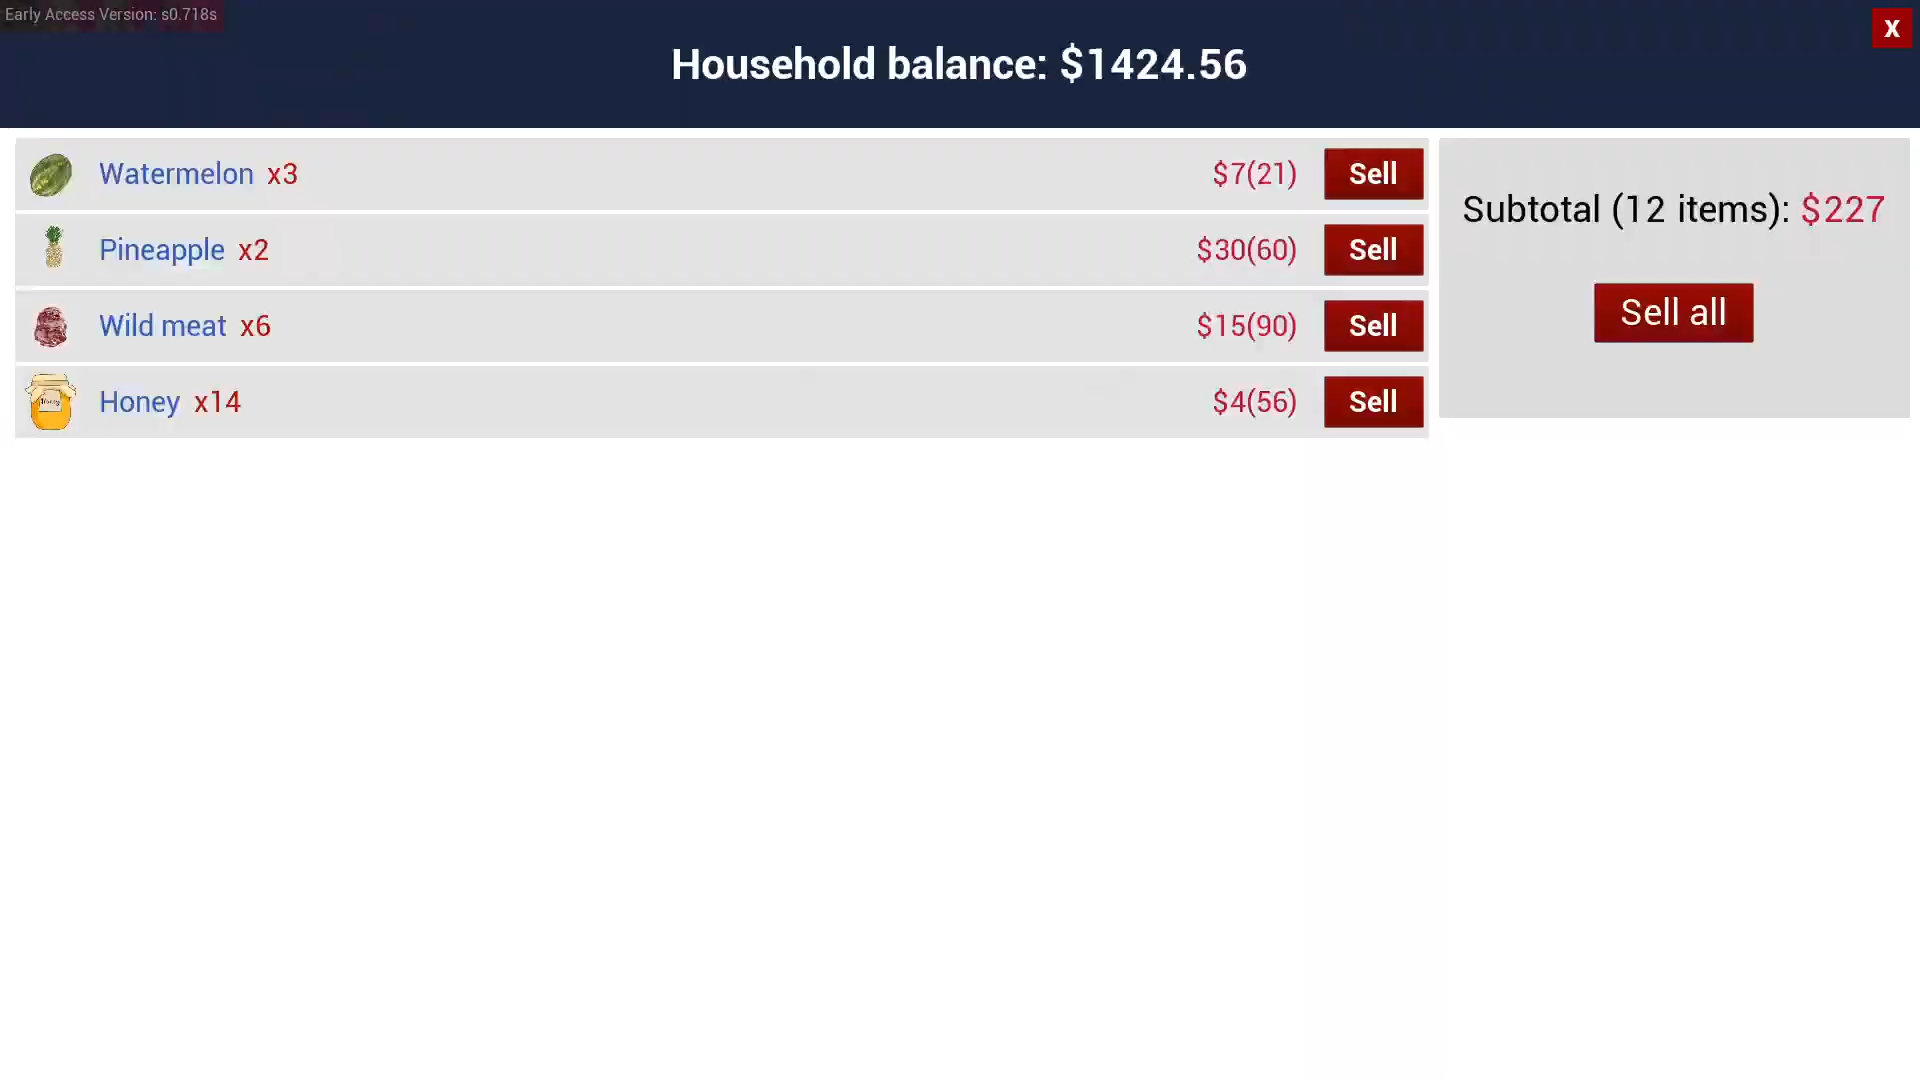 Early Access Version: s0.718s
X
Household balance: $1424.56
Watermelon x3 $7(21) Sell
Pineapple x2 $30(60) Sell
Wild meat x6 $15(90) Sell
Honey x14 $4(56) Sell
Subtotal (12 items): $227
Sell all